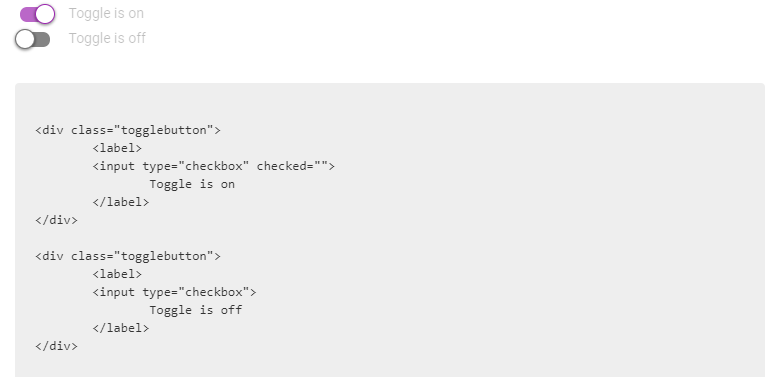 Toggle is on
Toggle is off
<div class="togglebutton">
        <label>
        <input type="checkbox" checked="">
                Toggle is on
        </label>
</div>
<div class="togglebutton">
        <label>
        <input type="checkbox">
                Toggle is off
        </label>
</div>